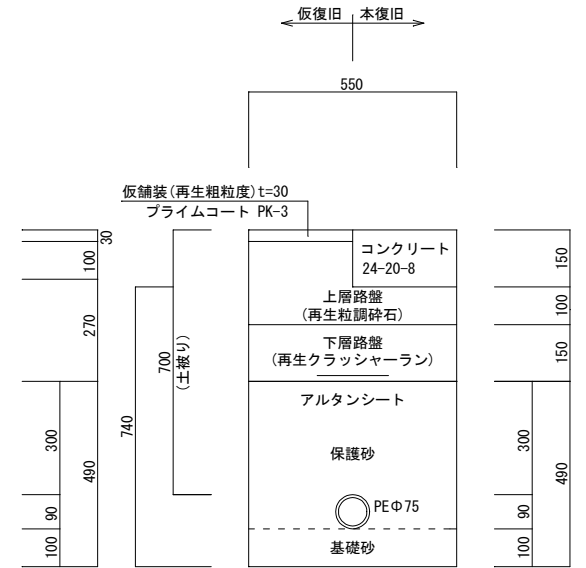 仮復旧 本復旧
550
仮舗装(再生粗粒度)t=30
プライムコート PK-3
30
100
270
300
490
90
100
740
700
(土被り)
コンクリート
24-20-8
上層路盤
(再生粒調砕石)
下層路盤
(再生クラッシャーラン)
アルタンシート
保護砂
PEΦ75
基礎砂
150
100
150
300
490
90
100